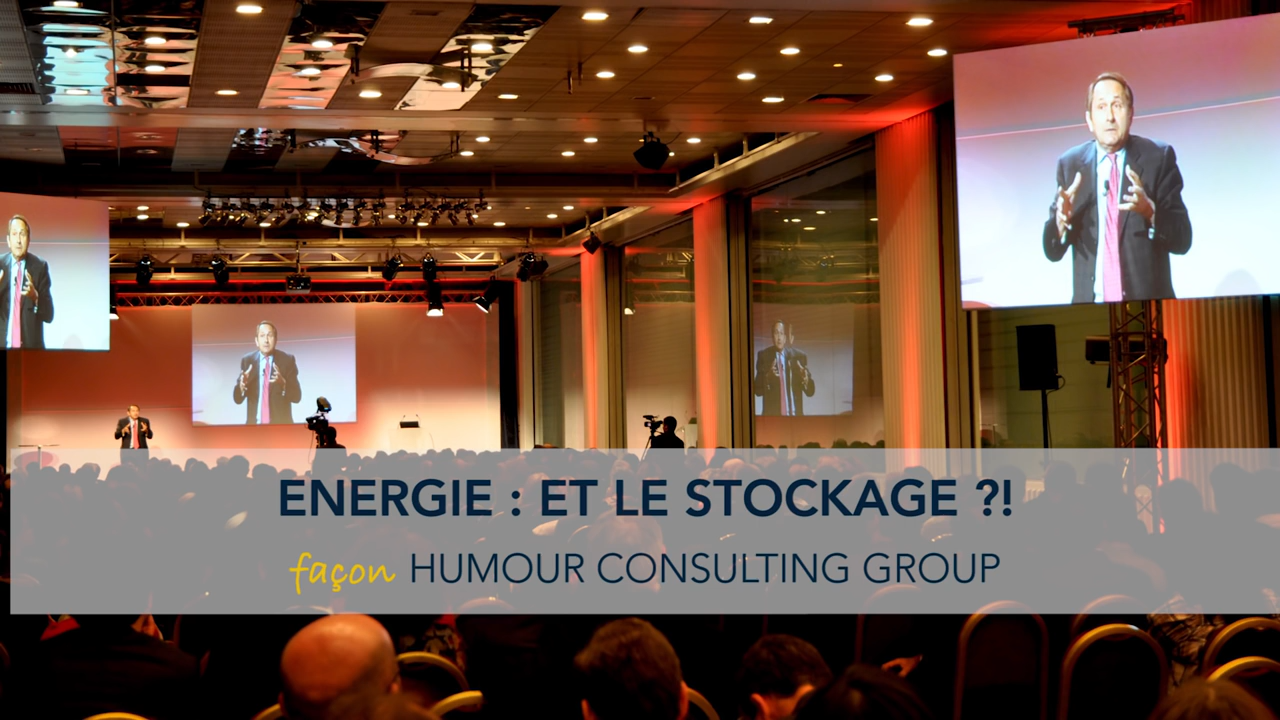 ENERGIE : ET LE STOCKAGE ?!
façon HUMOUR CONSULTING GROUP